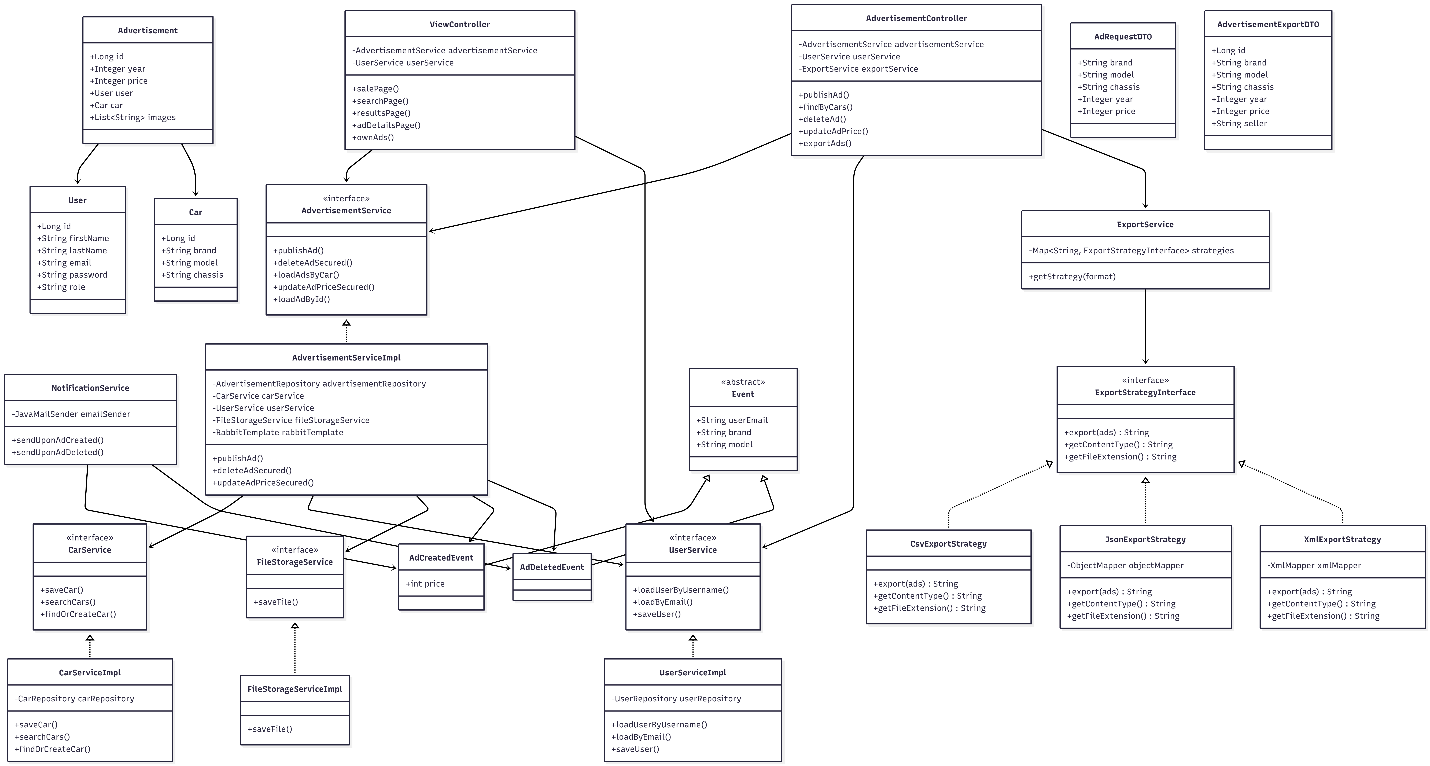 Advertisement
+Long id
+Integer year
+Integer price
+User user
+Car car
+List<String> images
ViewController
-AdvertisementService advertisementService
-UserService userService
+salePage()
+searchPage()
+resultsPage()
+adDetailsPage()
+ownAds()
AdvertisementController
-AdvertisementService advertisementService
-UserService userService
-ExportService exportService
+publishAd()
+findByCars()
+deleteAd()
+updateAdPrice()
+exportAds()
AdRequestDTO
+String brand
+String model
+String chassis
+Integer year
+Integer price
AdvertisementExportDTO
+Long id
+String brand
+String model
+String chassis
+Integer year
+Integer price
+String seller
User
+Long id
+String firstName
+String lastName
+String email
+String password
+String role
Car
+Long id
+String brand
+String model
+String chassis
«interface»
AdvertisementService
+publishAd()
+deleteAdSecured()
+loadAdsByCar()
+updateAdPriceSecured()
+loadAdById()
ExportService
-Map<String, ExportStrategyInterface> strategies
+getStrategy(format)
NotificationService
-JavaMailSender emailSender
+sendUponAdCreated()
+sendUponAdDeleted()
AdvertisementServiceImpl
-AdvertisementRepository advertisementRepository
-CarService carService
-UserService userService
-FileStorageService fileStorageService
-RabbitTemplate rabbitTemplate
+publishAd()
+deleteAdSecured()
+updateAdPriceSecured()
«abstract»
Event
+String userEmail
+String brand
+String model
«interface»
ExportStrategyInterface
+export(ads) : String
+getContentType() : String
+getFileExtension() : String
«interface»
CarService
+saveCar()
+searchCars()
+findOrCreateCar()
«interface»
FileStorageService
+saveFile()
AdCreatedEvent
+int price
AdDeletedEvent
«interface»
UserService
+loadUserByUsername()
+loadByEmail()
+saveUser()
CsvExportStrategy
+export(ads) : String
+getContentType() : String
+getFileExtension() : String
JsonExportStrategy
-ObjectMapper objectMapper
+export(ads) : String
+getContentType() : String
+getFileExtension() : String
XmlExportStrategy
-XmlMapper xmlMapper
+export(ads) : String
+getContentType() : String
+getFileExtension() : String
CarServiceImpl
CarRepository carRepository
+saveCar()
+searchCars()
+findOrCreateCar()
FileStorageServiceImpl
+saveFile()
UserServiceImpl
UserRepository userRepository
+loadUserByUsername()
+loadByEmail()
+saveUser()